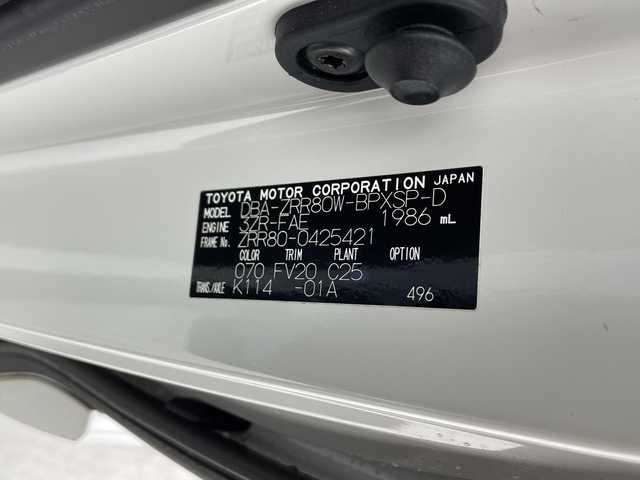 TOYOTA MOTOR CORPORATION JAPAN
MODEL DBA-ZRR80W-BPXSP-D
ENGINE 3ZR-FAE 1986 mL
FRAME No. ZRR80-0425421
COLOR TRIM PLANT OPTION
070 FV20 C25
TRANS./AXLE K114 -01A 496